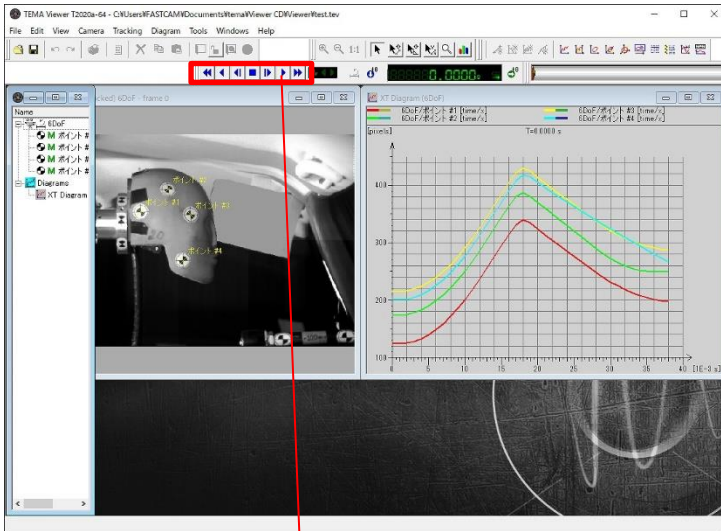 TEMA Viewer T2020a-64 - C:¥Users¥FASTCAM¥Documents¥tema¥Viewer CD¥Viewer¥test.tev
File Edit View Camera Tracking Diagram Tools Windows Help
1:1
0.0000s
cked) 6DoF - frame 0
XT Diagram (6DoF)
Name
6DoF
M ポイント #
M ポイント #
M ポイント #
M ポイント #
Diagrams
XT Diagram
ポイント #1
ポイント #3
ポイント #4
6DoF/ポイント #1 [time/x]
6DoF/ポイント #3 [time/x]
6DoF/ポイント #2 [time/x]
6DoF/ポイント #4 [time/x]
[pixels]
T=0.0000 s
400
300
200
100
0 5 10 15 20 25 30 35 40 [1E-3 s]